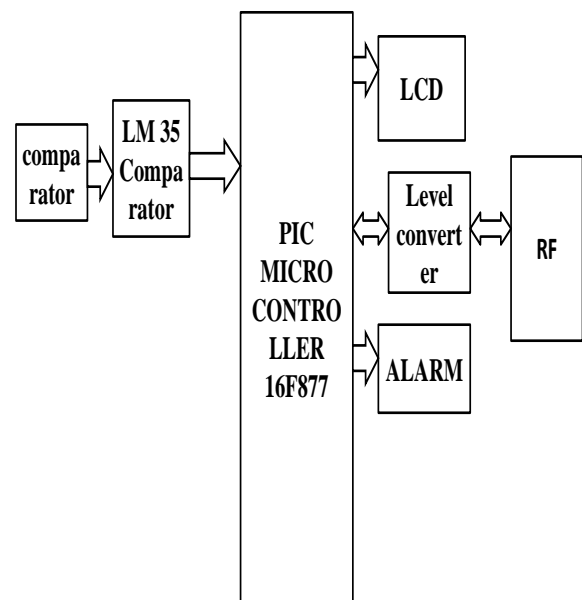 compa
rator
LM 35
Compa
rator
PIC
MICRO
CONTRO
LLER
16F877
LCD
Level
convert
er
RF
ALARM